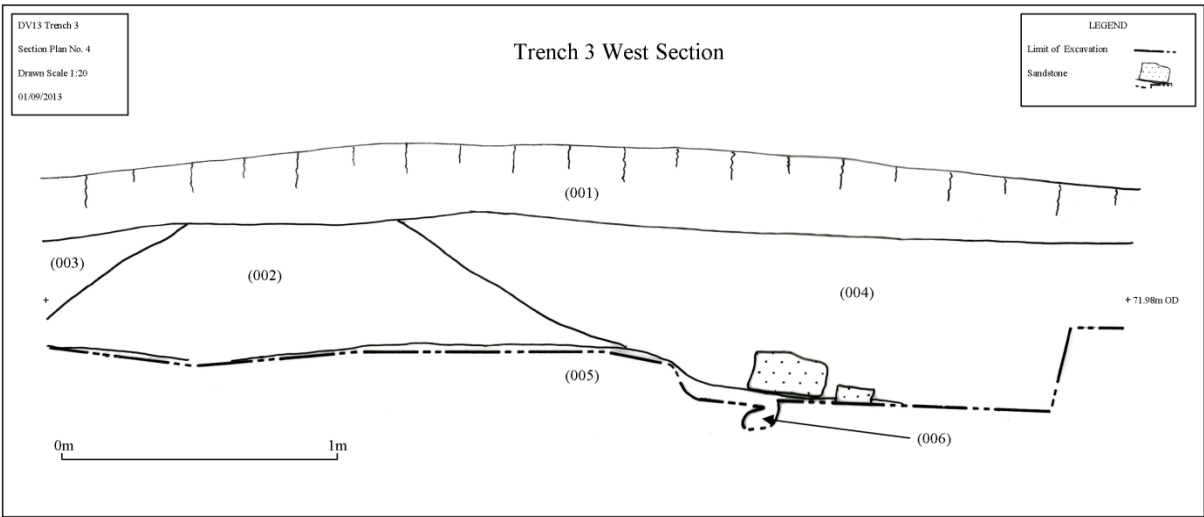 DV13 Trench 3
Section Plan No. 4
Drawn Scale 1:20
01/09/2013
Trench 3 West Section
LEGEND
Limit of Excavation
Sandstone
(001)
(003)
(002)
(004)
+
+ 71.98m OD
(005)
(006)
0m
1m